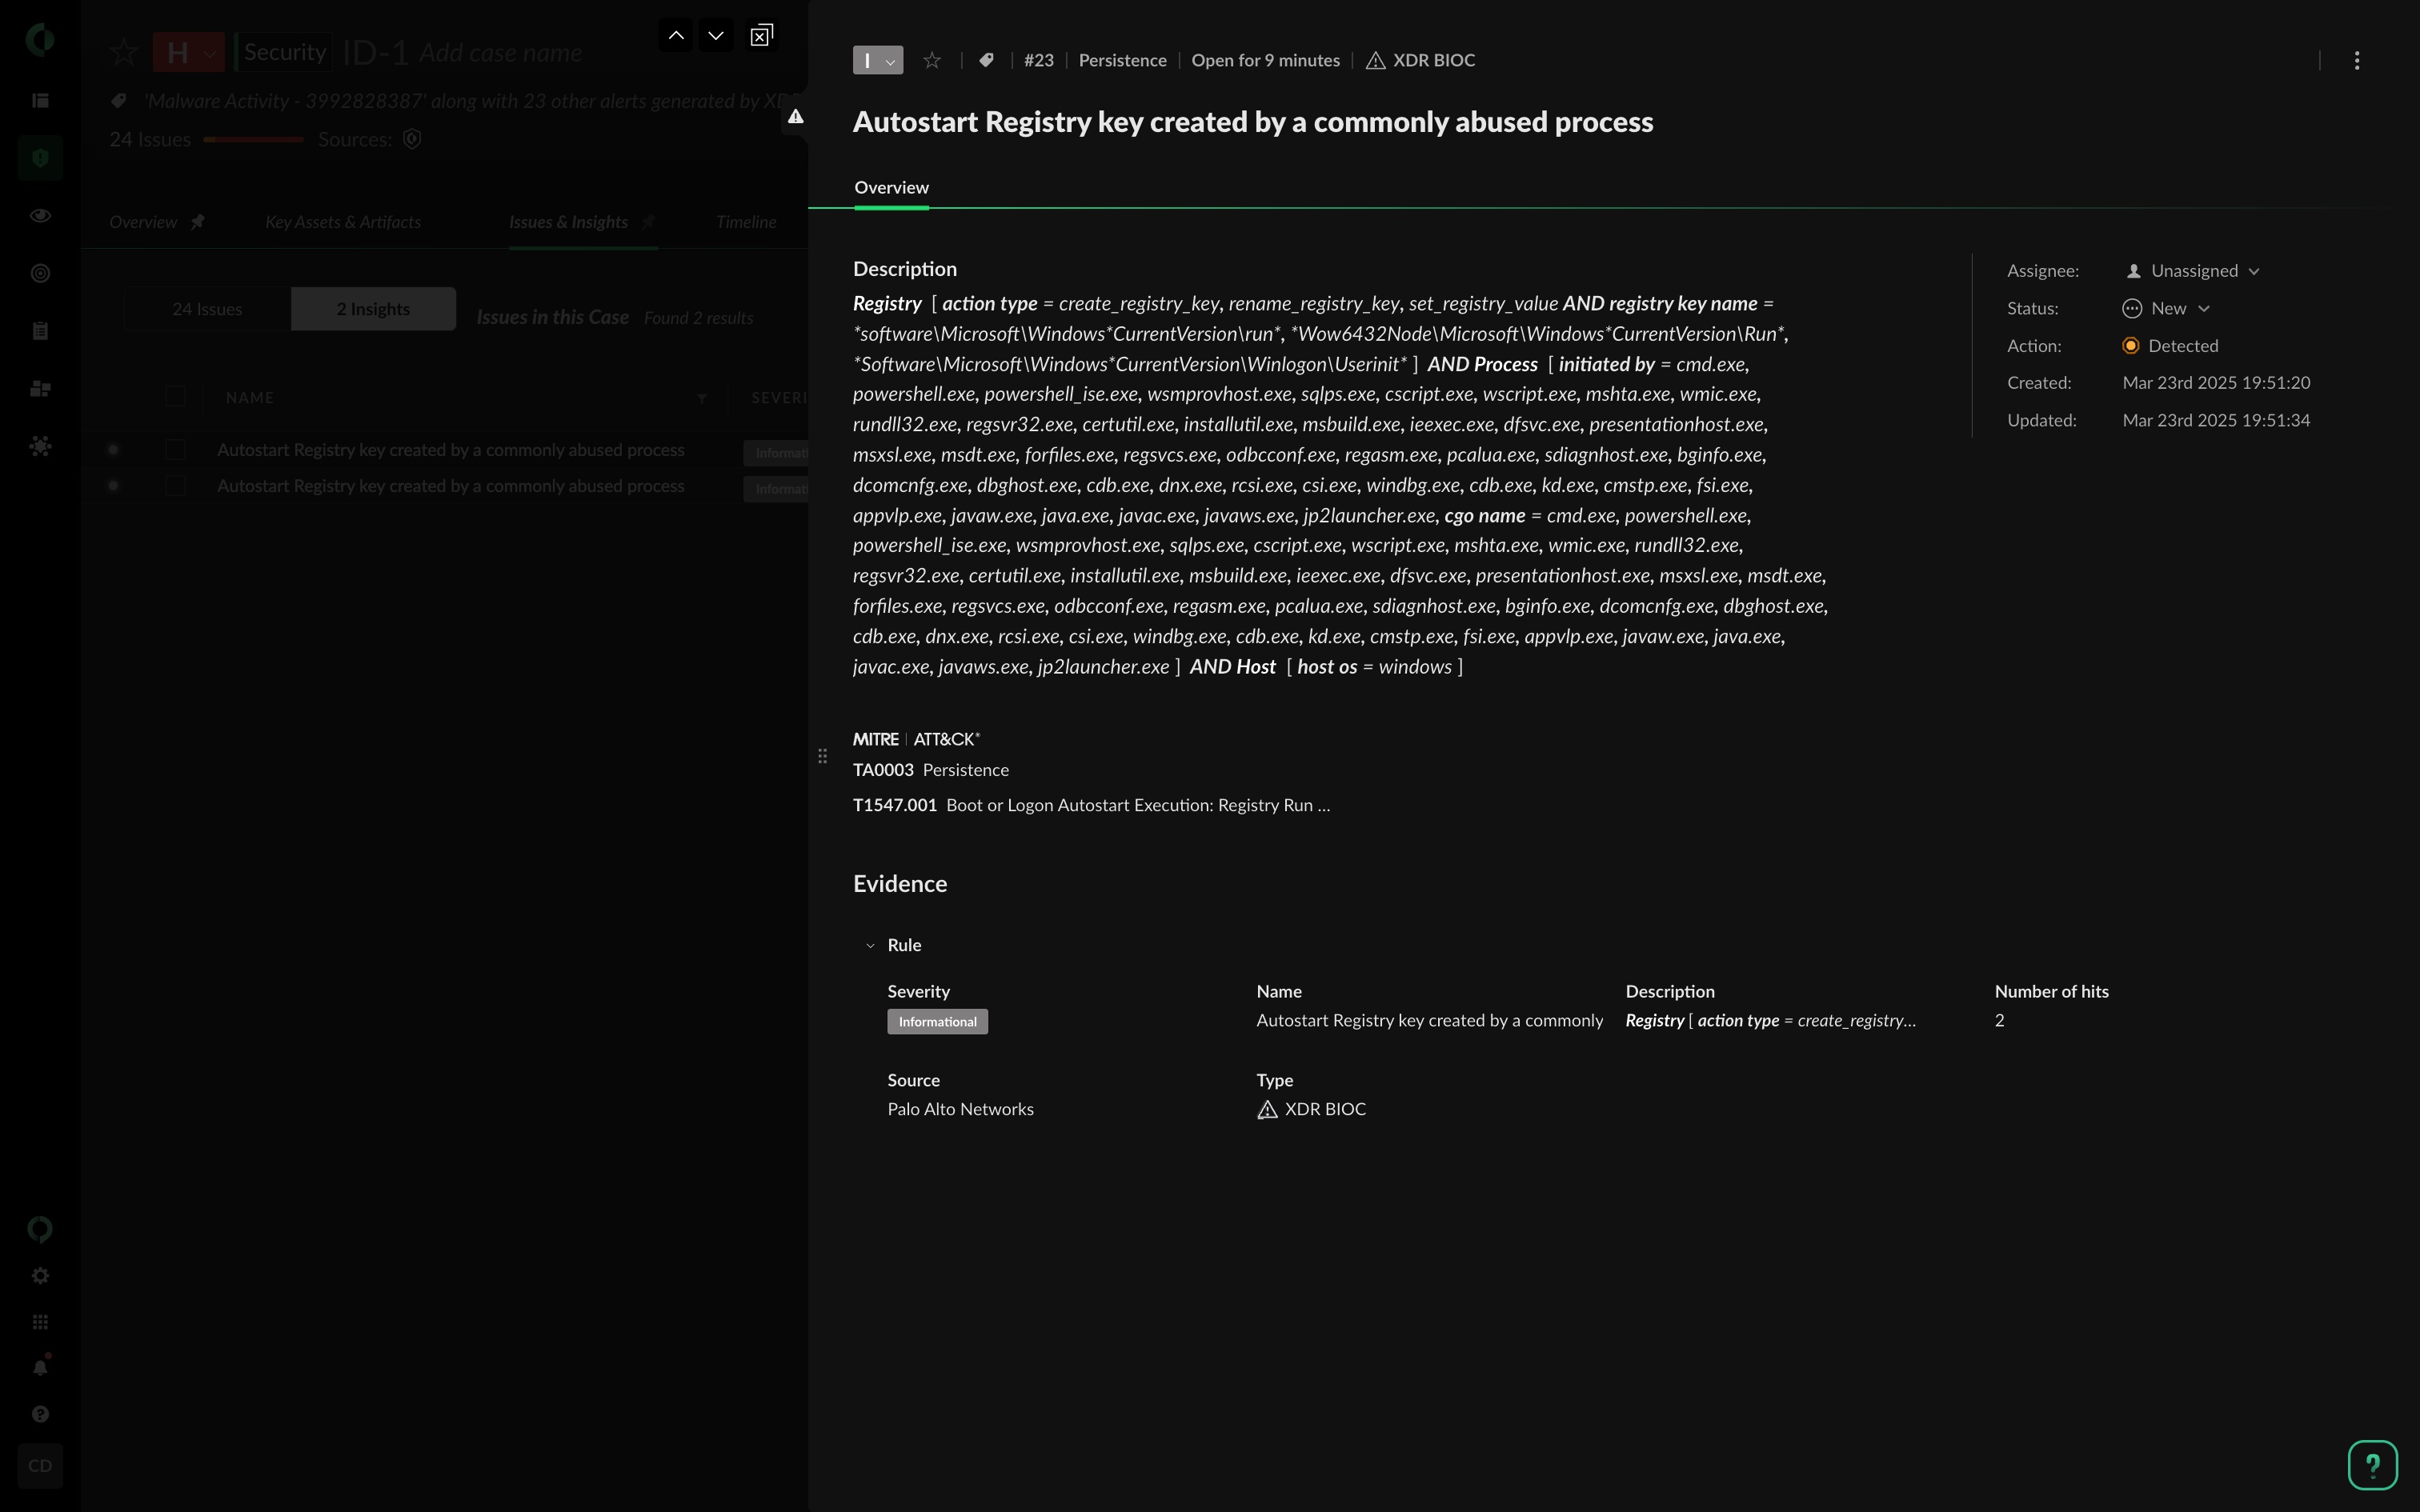 H Security ID-1 Add case name
'Malware Activity - 3992828387' along with 23 other alerts generated by XD
24 Issues Sources:
Overview Key Assets & Artifacts Issues & Insights Timeline
24 Issues 2 Insights Issues in this Case Found 2 results
NAME SEVERI
Autostart Registry key created by a commonly abused process Informati
Autostart Registry key created by a commonly abused process Informati
CD
I #23 Persistence Open for 9 minutes XDR BIOC
Autostart Registry key created by a commonly abused process
Overview
Description
Registry [ action type = create_registry_key, rename_registry_key, set_registry_value AND registry key name =
*software\Microsoft\Windows*CurrentVersion\run*, *Wow6432Node\Microsoft\Windows*CurrentVersion\Run*,
*Software\Microsoft\Windows*CurrentVersion\Winlogon\Userinit* ] AND Process [ initiated by = cmd.exe,
powershell.exe, powershell_ise.exe, wsmprovhost.exe, sqlps.exe, cscript.exe, wscript.exe, mshta.exe, wmic.exe,
rundll32.exe, regsvr32.exe, certutil.exe, installutil.exe, msbuild.exe, ieexec.exe, dfsvc.exe, presentationhost.exe,
msxsl.exe, msdt.exe, forfiles.exe, regsvcs.exe, odbcconf.exe, regasm.exe, pcalua.exe, sdiagnhost.exe, bginfo.exe,
dcomcnfg.exe, dbghost.exe, cdb.exe, dnx.exe, rcsi.exe, csi.exe, windbg.exe, cdb.exe, kd.exe, cmstp.exe, fsi.exe,
appvlp.exe, javaw.exe, java.exe, javac.exe, javaws.exe, jp2launcher.exe, cgo name = cmd.exe, powershell.exe,
powershell_ise.exe, wsmprovhost.exe, sqlps.exe, cscript.exe, wscript.exe, mshta.exe, wmic.exe, rundll32.exe,
regsvr32.exe, certutil.exe, installutil.exe, msbuild.exe, ieexec.exe, dfsvc.exe, presentationhost.exe, msxsl.exe, msdt.exe,
forfiles.exe, regsvcs.exe, odbcconf.exe, regasm.exe, pcalua.exe, sdiagnhost.exe, bginfo.exe, dcomcnfg.exe, dbghost.exe,
cdb.exe, dnx.exe, rcsi.exe, csi.exe, windbg.exe, cdb.exe, kd.exe, cmstp.exe, fsi.exe, appvlp.exe, javaw.exe, java.exe,
javac.exe, javaws.exe, jp2launcher.exe ] AND Host [ host os = windows ]
Assignee: Unassigned
Status: New
Action: Detected
Created: Mar 23rd 2025 19:51:20
Updated: Mar 23rd 2025 19:51:34
MITRE | ATT&CK®
TA0003 Persistence
T1547.001 Boot or Logon Autostart Execution: Registry Run ...
Evidence
Rule
Severity Name Description Number of hits
Informational Autostart Registry key created by a commonly Registry [ action type = create_registry... 2
Source Type
Palo Alto Networks XDR BIOC
?